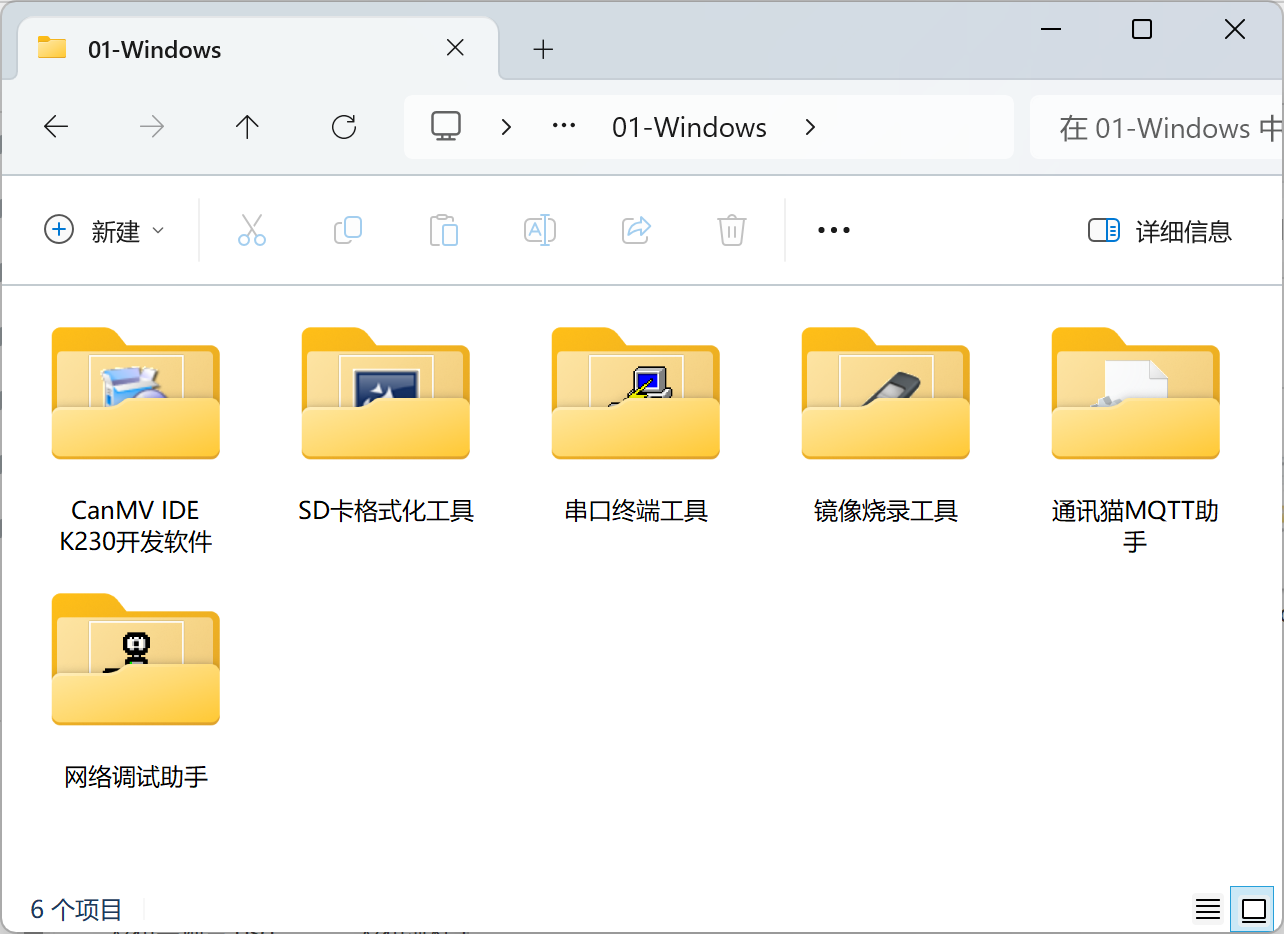 01-Windows
01-Windows
在 01-Windows 中
新建
详细信息
CanMV IDE
K230开发软件
SD卡格式化工具
串口终端工具
镜像烧录工具
通讯猫MQTT助
手
网络调试助手
6 个项目